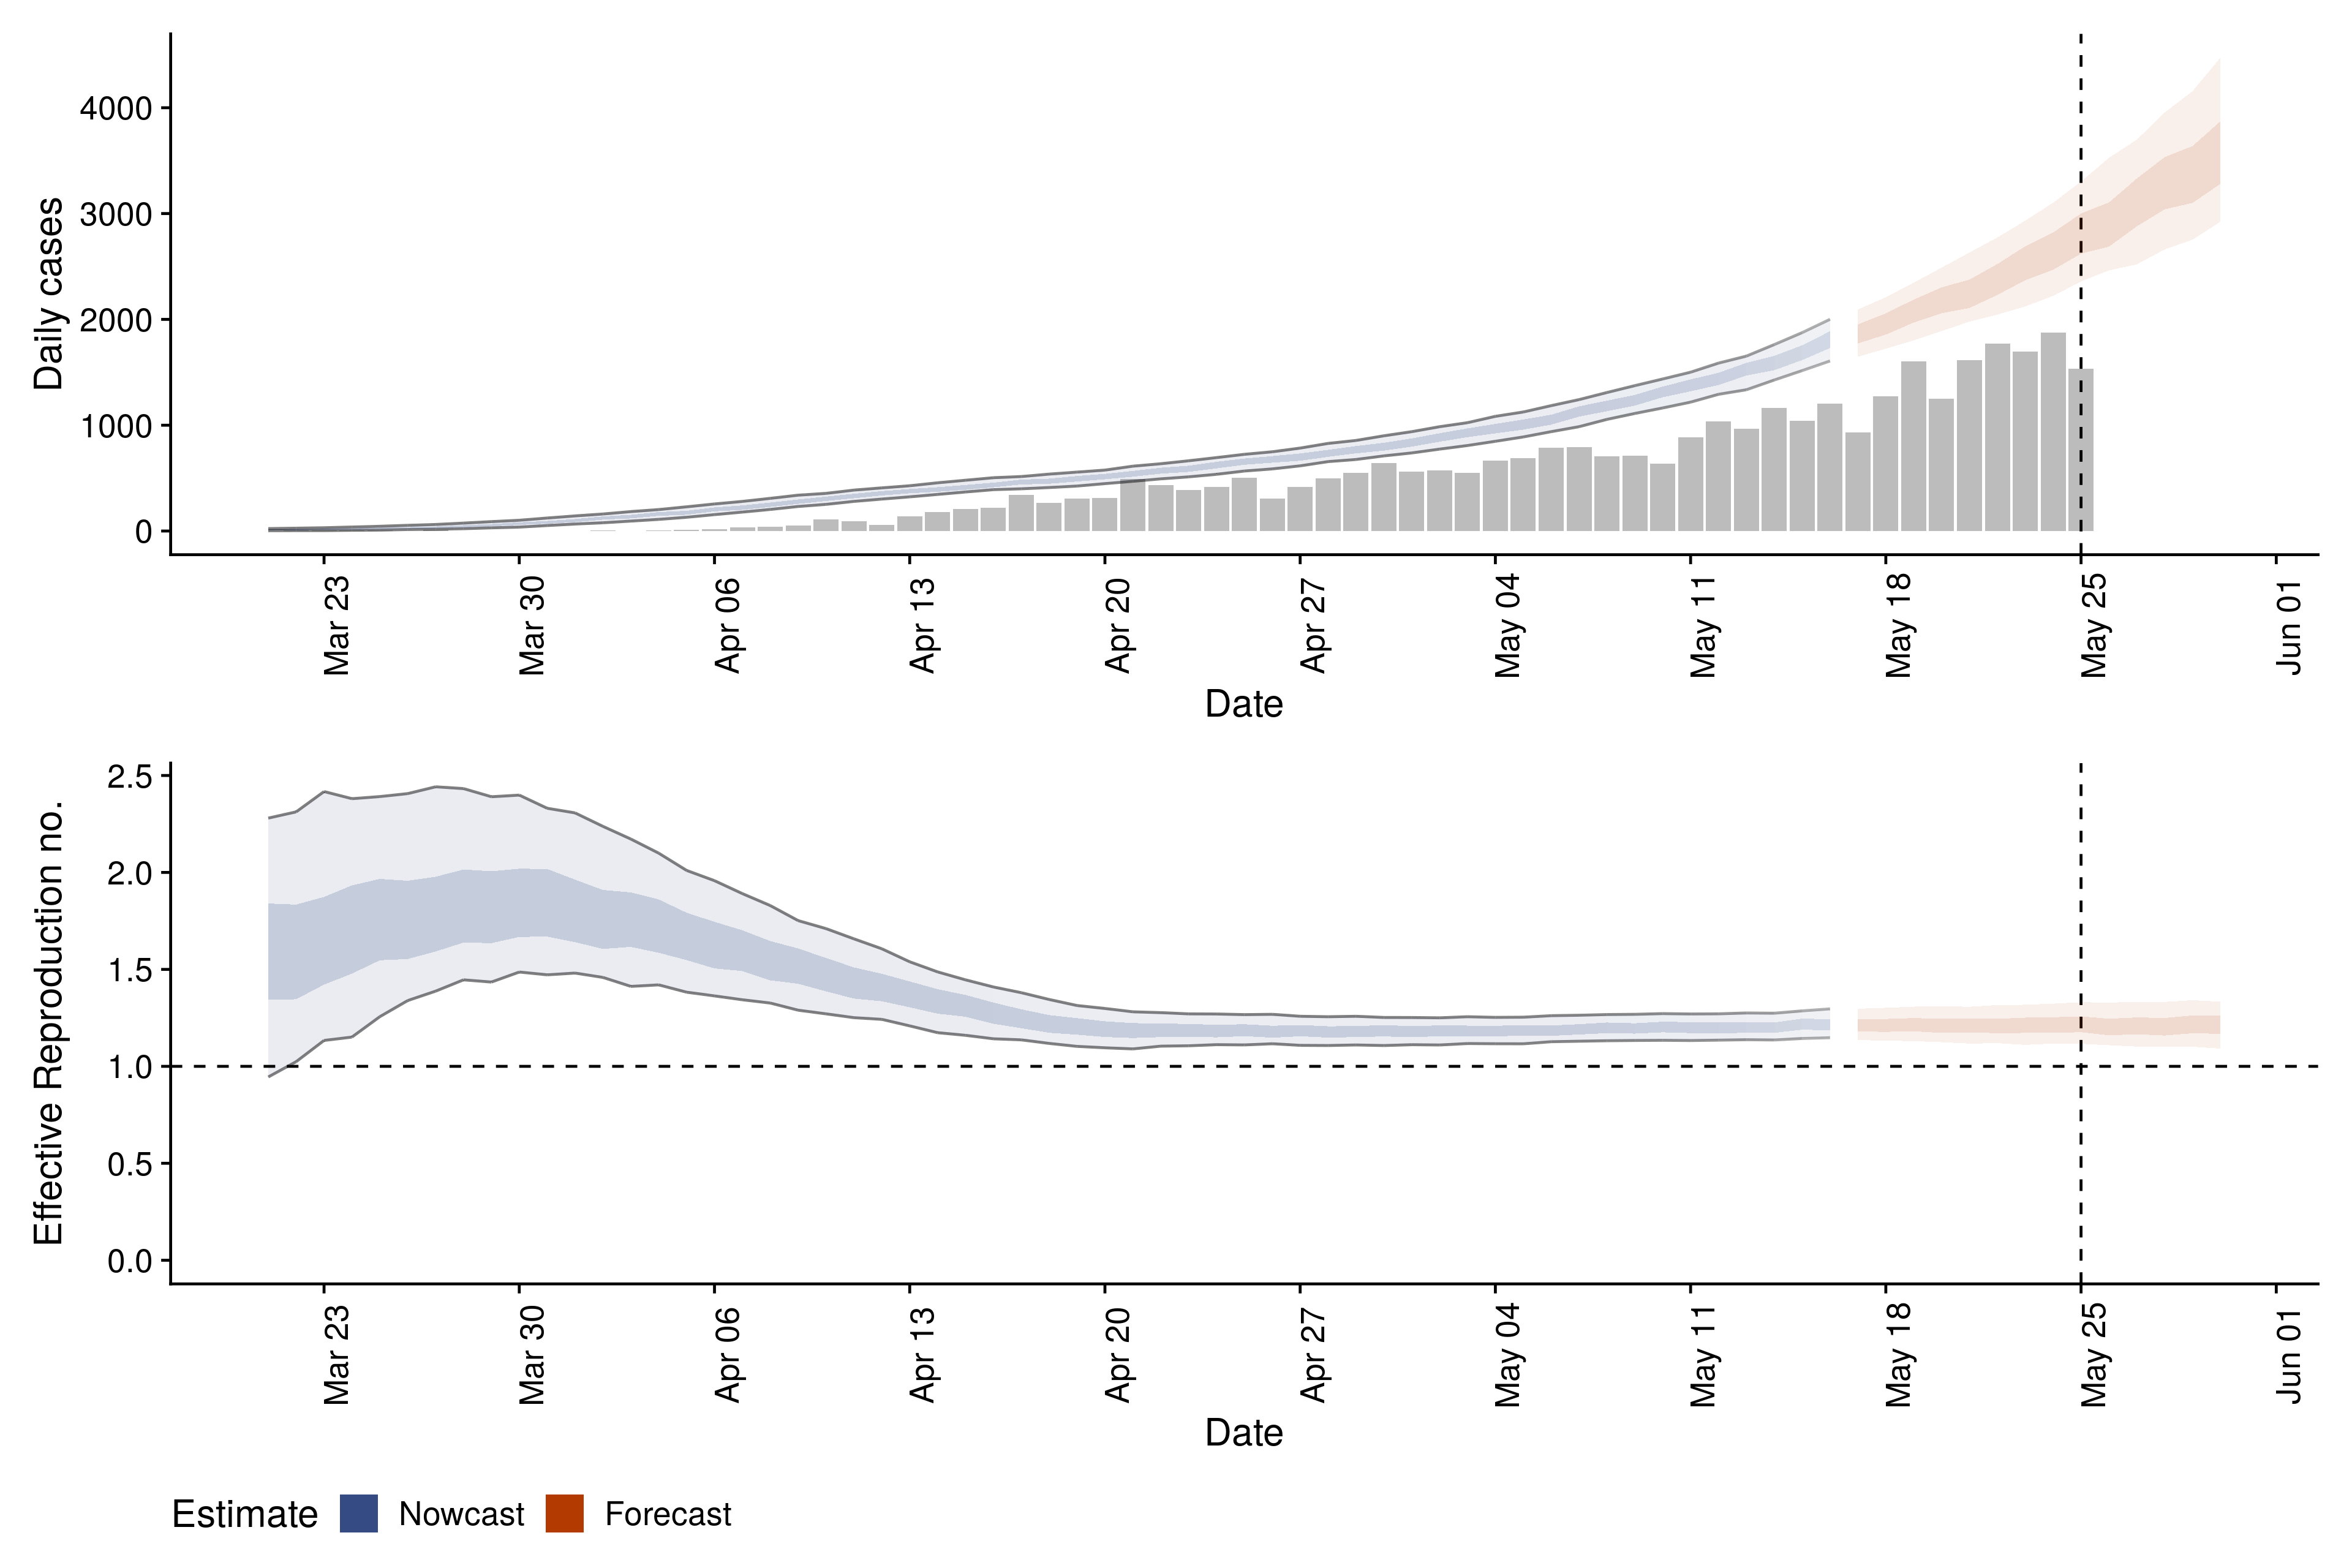 Daily cases
4000
3000
2000
1000
0
Mar 23
Mar 30
Apr 06
Apr 13
Apr 20
Apr 27
May 04
May 11
May 18
May 25
Jun 01
Date
Effective Reproduction no.
2.5
2.0
1.5
1.0
0.5
0.0
Mar 23
Mar 30
Apr 06
Apr 13
Apr 20
Apr 27
May 04
May 11
May 18
May 25
Jun 01
Date
Estimate Nowcast Forecast